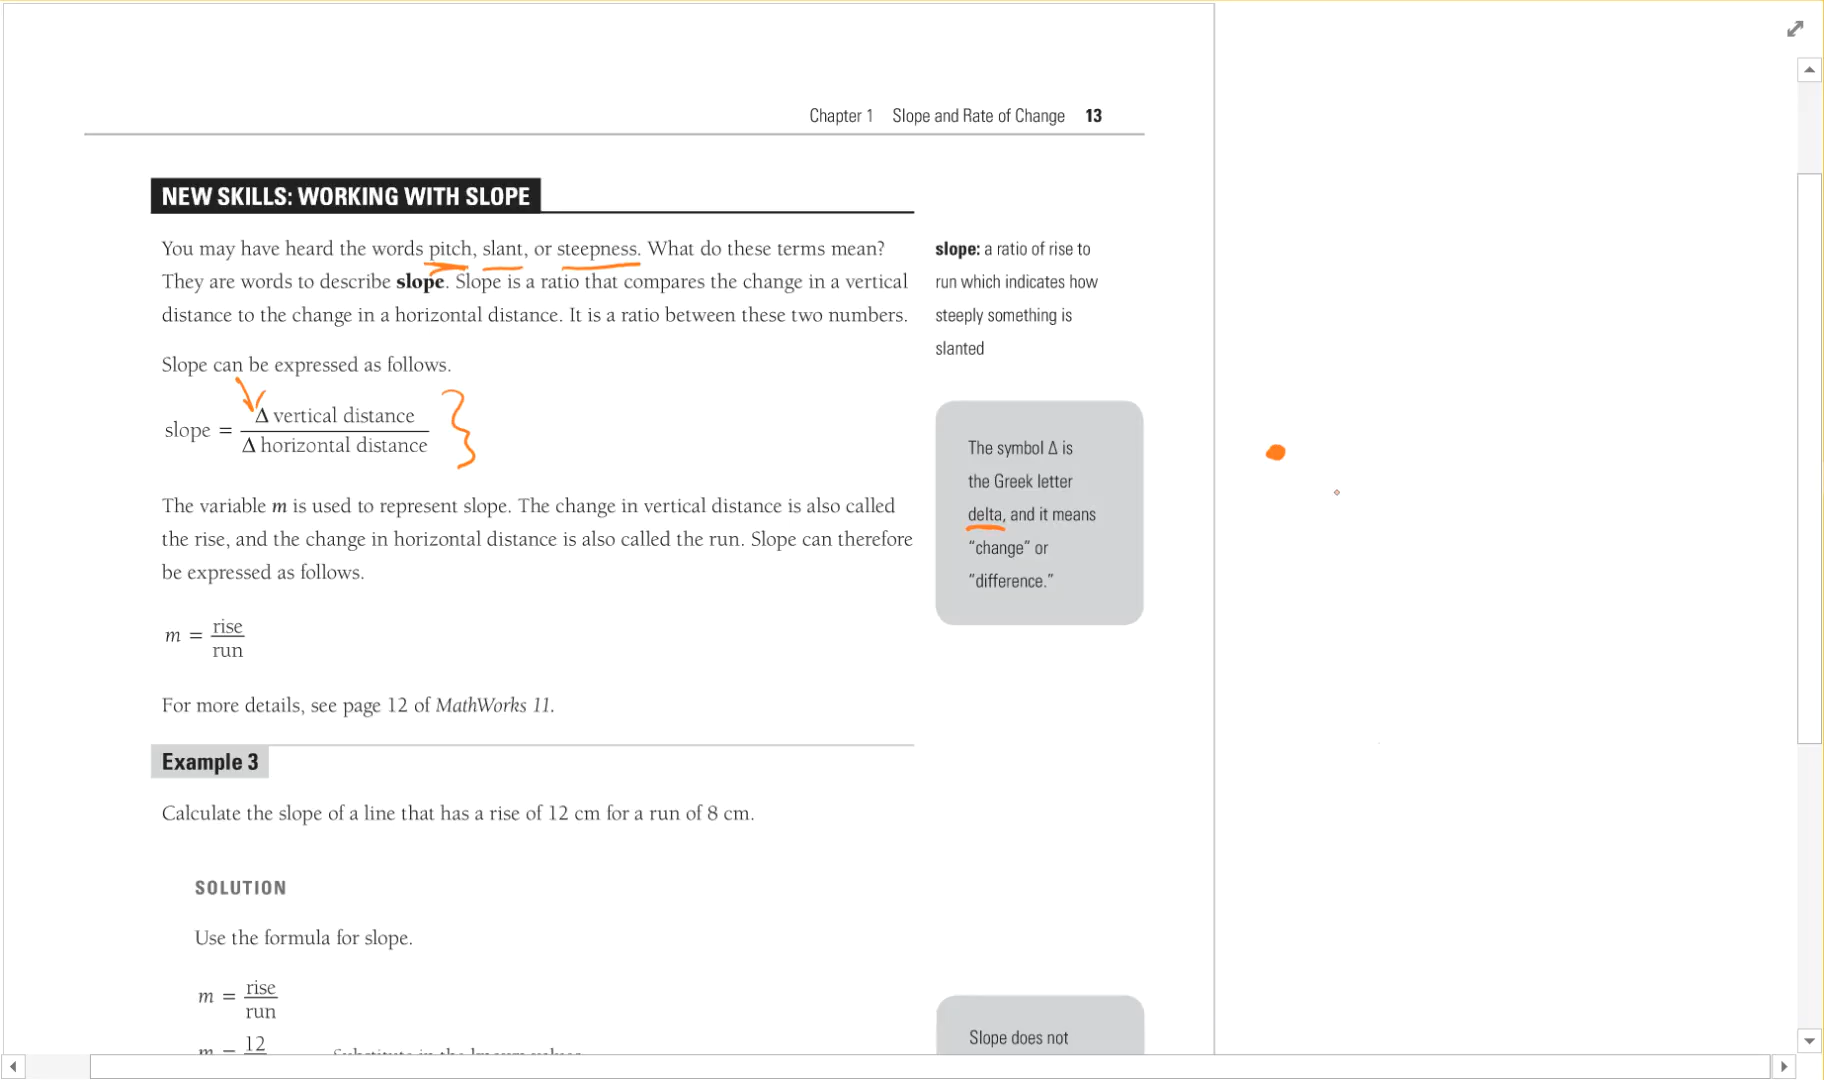 Chapter 1 Slope and Rate of Change 13
NEW SKILLS: WORKING WITH SLOPE
You may have heard the words pitch, slant, or steepness. What do these terms mean?
They are words to describe slope. Slope is a ratio that compares the change in a vertical
distance to the change in a horizontal distance. It is a ratio between these two numbers.
slope: a ratio of rise to
run which indicates how
steeply something is
slanted
Slope can be expressed as follows.
slope = Δ vertical distance
Δ horizontal distance
The symbol Δ is
the Greek letter
delta, and it means
“change” or
“difference.”
The variable m is used to represent slope. The change in vertical distance is also called
the rise, and the change in horizontal distance is also called the run. Slope can therefore
be expressed as follows.
m = rise
run
For more details, see page 12 of MathWorks 11.
Example 3
Calculate the slope of a line that has a rise of 12 cm for a run of 8 cm.
SOLUTION
Use the formula for slope.
m = rise
run
m = 12
Slope does not